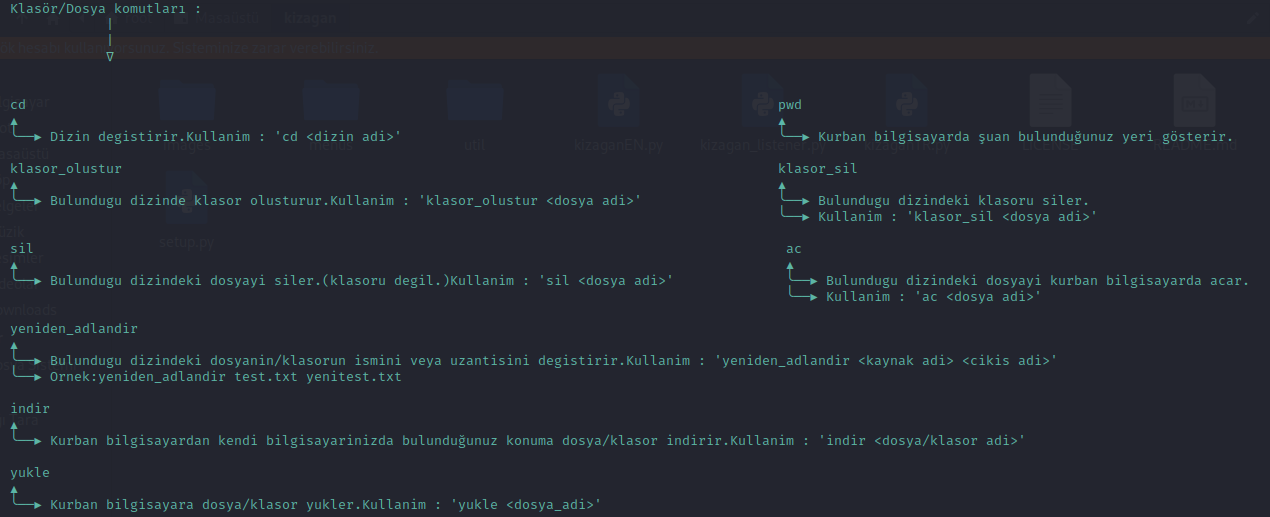 Klasör/Dosya komutları :
cd
Dizin degistirir.Kullanim : 'cd <dizin adi>'
pwd
Kurban bilgisayarda şuan bulunduğunuz yeri gösterir.
klasor_olustur
Bulundugu dizinde klasor olusturur.Kullanim : 'klasor_olustur <dosya adi>'
klasor_sil
Bulundugu dizindeki klasoru siler.
Kullanim : 'klasor_sil <dosya adi>'
setup.py
sil
Bulundugu dizindeki dosyayi siler.(klasoru degil.)Kullanim : 'sil <dosya adi>'
ac
Bulundugu dizindeki dosyayi kurban bilgisayarda acar.
Kullanim : 'ac <dosya adi>'
yeniden_adlandir
Bulundugu dizindeki dosyanin/klasorun ismini veya uzantisini degistirir.Kullanim : 'yeniden_adlandir <kaynak adi> <cikis adi>'
Ornek:yeniden_adlandir test.txt yenitest.txt
indir
Kurban bilgisayardan kendi bilgisayarinizda bulunduğunuz konuma dosya/klasor indirir.Kullanim : 'indir <dosya/klasor adi>'
yukle
Kurban bilgisayara dosya/klasor yukler.Kullanim : 'yukle <dosya_adi>'